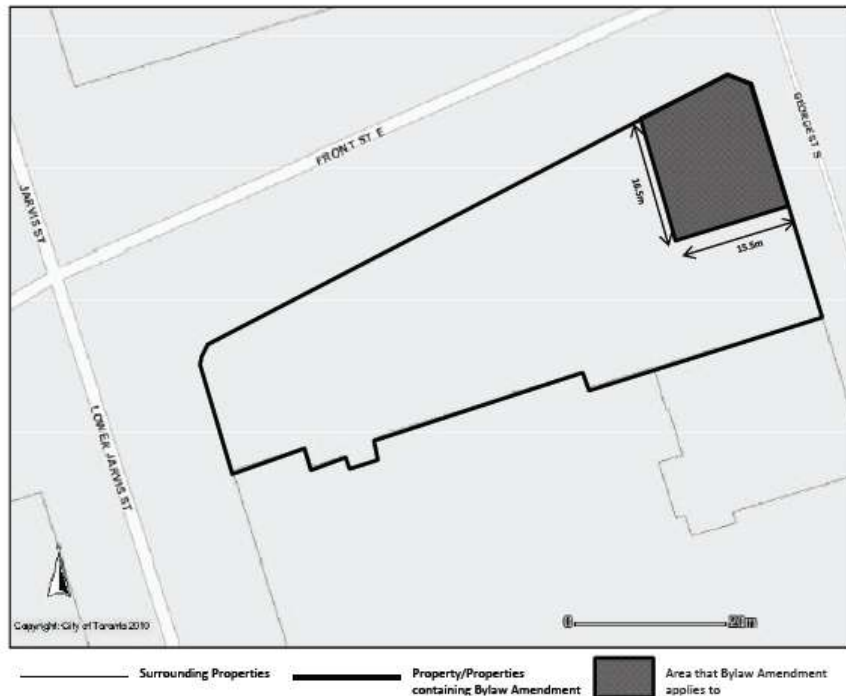 FRONT ST E
GEORGE ST S
JARVIS ST
16.5m
15.5m
LOWER JARVIS ST
Copyright: City of Toronto 2010
0
Surrounding Properties
Property/Properties
containing Bylaw Amendment
Area that Bylaw Amendment
applies to